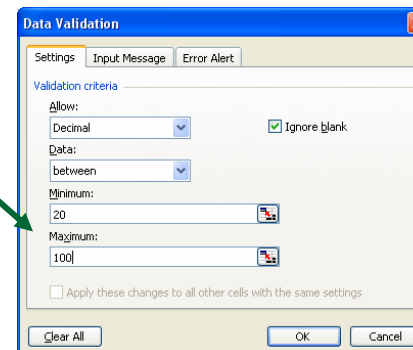 Data Validation
Settings Input Message Error Alert
Validation criteria
Allow:
Decimal
Ignore blank
Data:
between
Minimum:
20
Maximum:
100
Apply these changes to all other cells with the same settings
Clear All OK Cancel